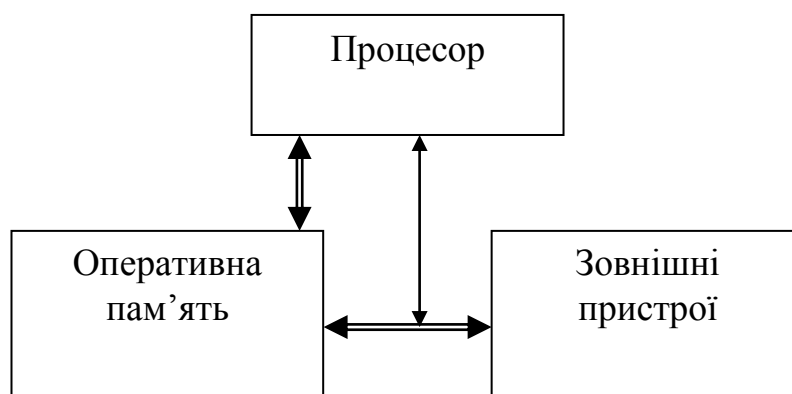 Процесор
Оперативна
пам’ять
Зовнішні
пристрої